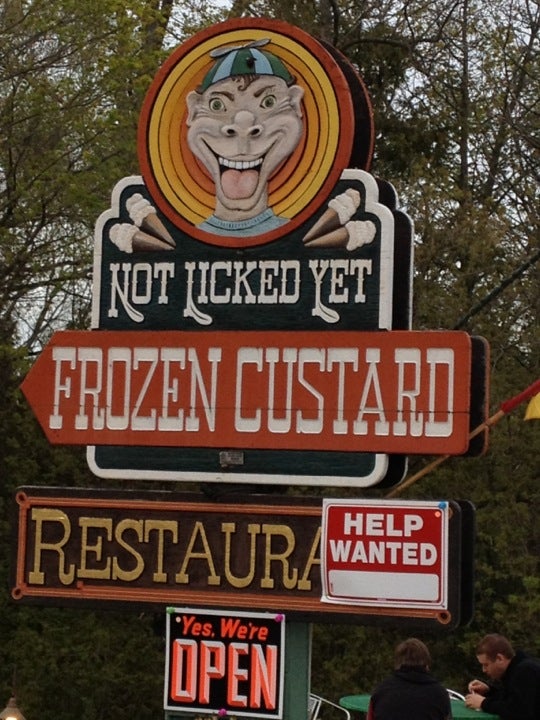 NOT LICKED YET
FROZEN CUSTARD
RESTAURA
HELP
WANTED
Yes, We're
OPEN